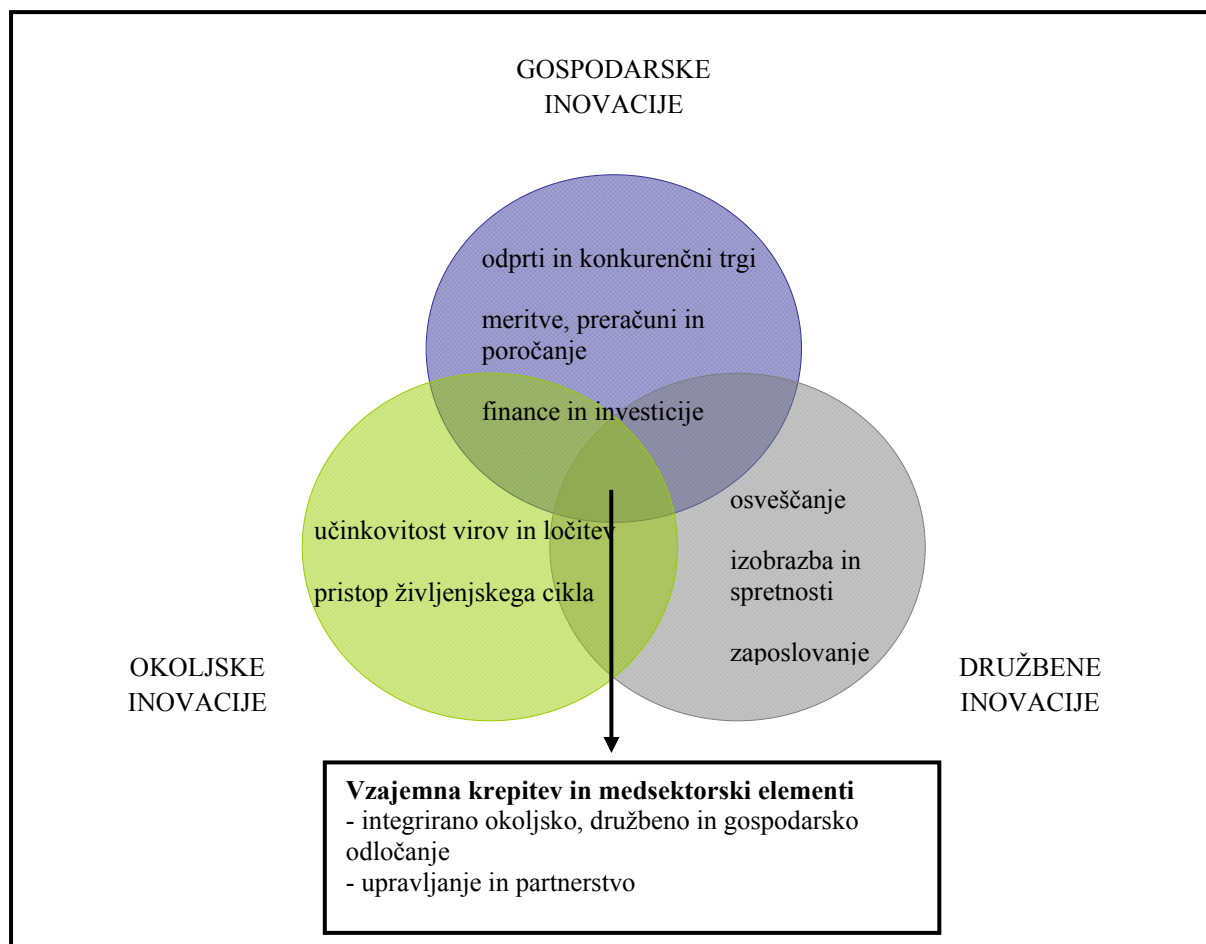 GOSPODARSKE
INOVACIJE
odprti in konkurenčni trgi
meritve, preračuni in
poročanje
finance in investicije
učinkovitost virov in ločitev
pristop življenjskega cikla
osveščanje
izobrazba in
spretnosti
zaposlovanje
OKOLJSKE
INOVACIJE
DRUŽBENE
INOVACIJE
Vzajemna krepitev in medsektorski elementi
- integrirano okoljsko, družbeno in gospodarsko
odločanje
- upravljanje in partnerstvo